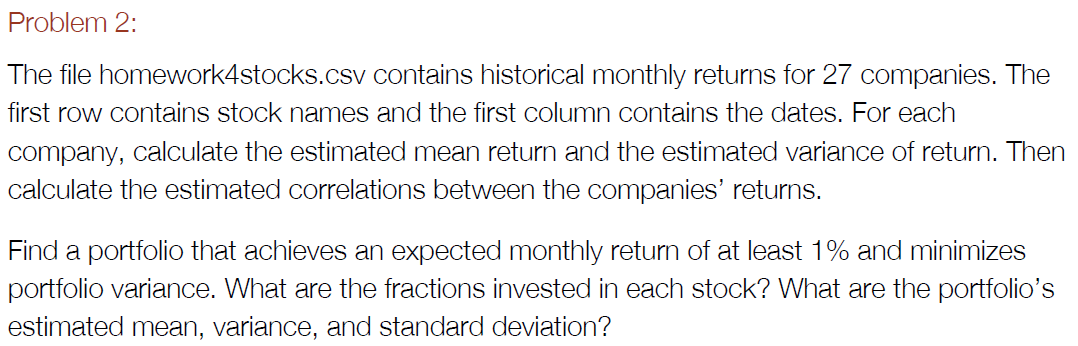 Problem 2:
The file homework4stocks.csv contains historical monthly returns for 27 companies. The
first row contains stock names and the first column contains the dates. For each
company, calculate the estimated mean return and the estimated variance of return. Then
calculate the estimated correlations between the companies’ returns.
Find a portfolio that achieves an expected monthly return of at least 1% and minimizes
portfolio variance. What are the fractions invested in each stock? What are the portfolio’s
estimated mean, variance, and standard deviation?